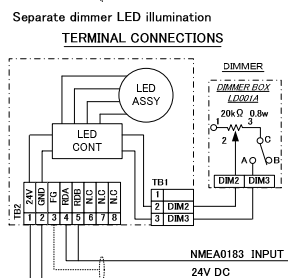 Separate dimmer LED illumination
TERMINAL CONNECTIONS
DIMMER
DIMMER BOX
LD001A
20kΩ 0.8w
1
3
2
C
A
B
DIM2 DIM3
LED
ASSY
LED
CONT
TB1
1
2 DIM2
3 DIM3
TB2
24V GND FG RDA RDB N.C N.C N.C
1 2 3 4 5 6 7 8
NMEA0183 INPUT
24V DC